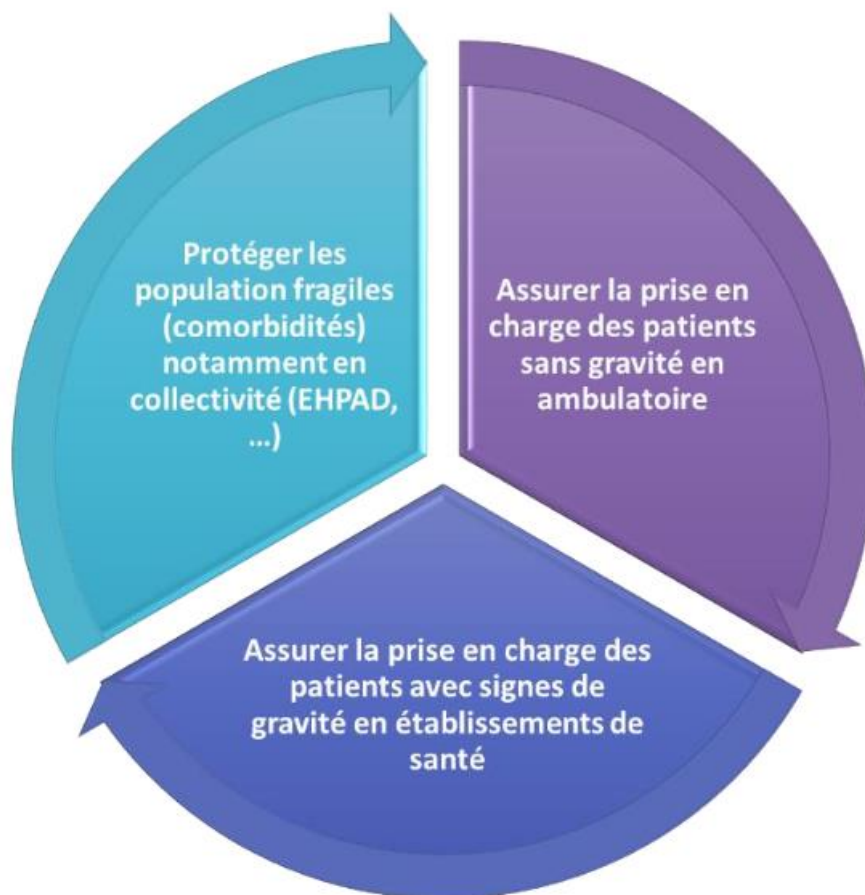 Protéger les
population fragiles
(comorbidités)
notamment en
collectivité (EHPAD,
...)
Assurer la prise en
charge des patients
sans gravité en
ambulatoire
Assurer la prise en charge des
patients avec signes de
gravité en établissements de
santé